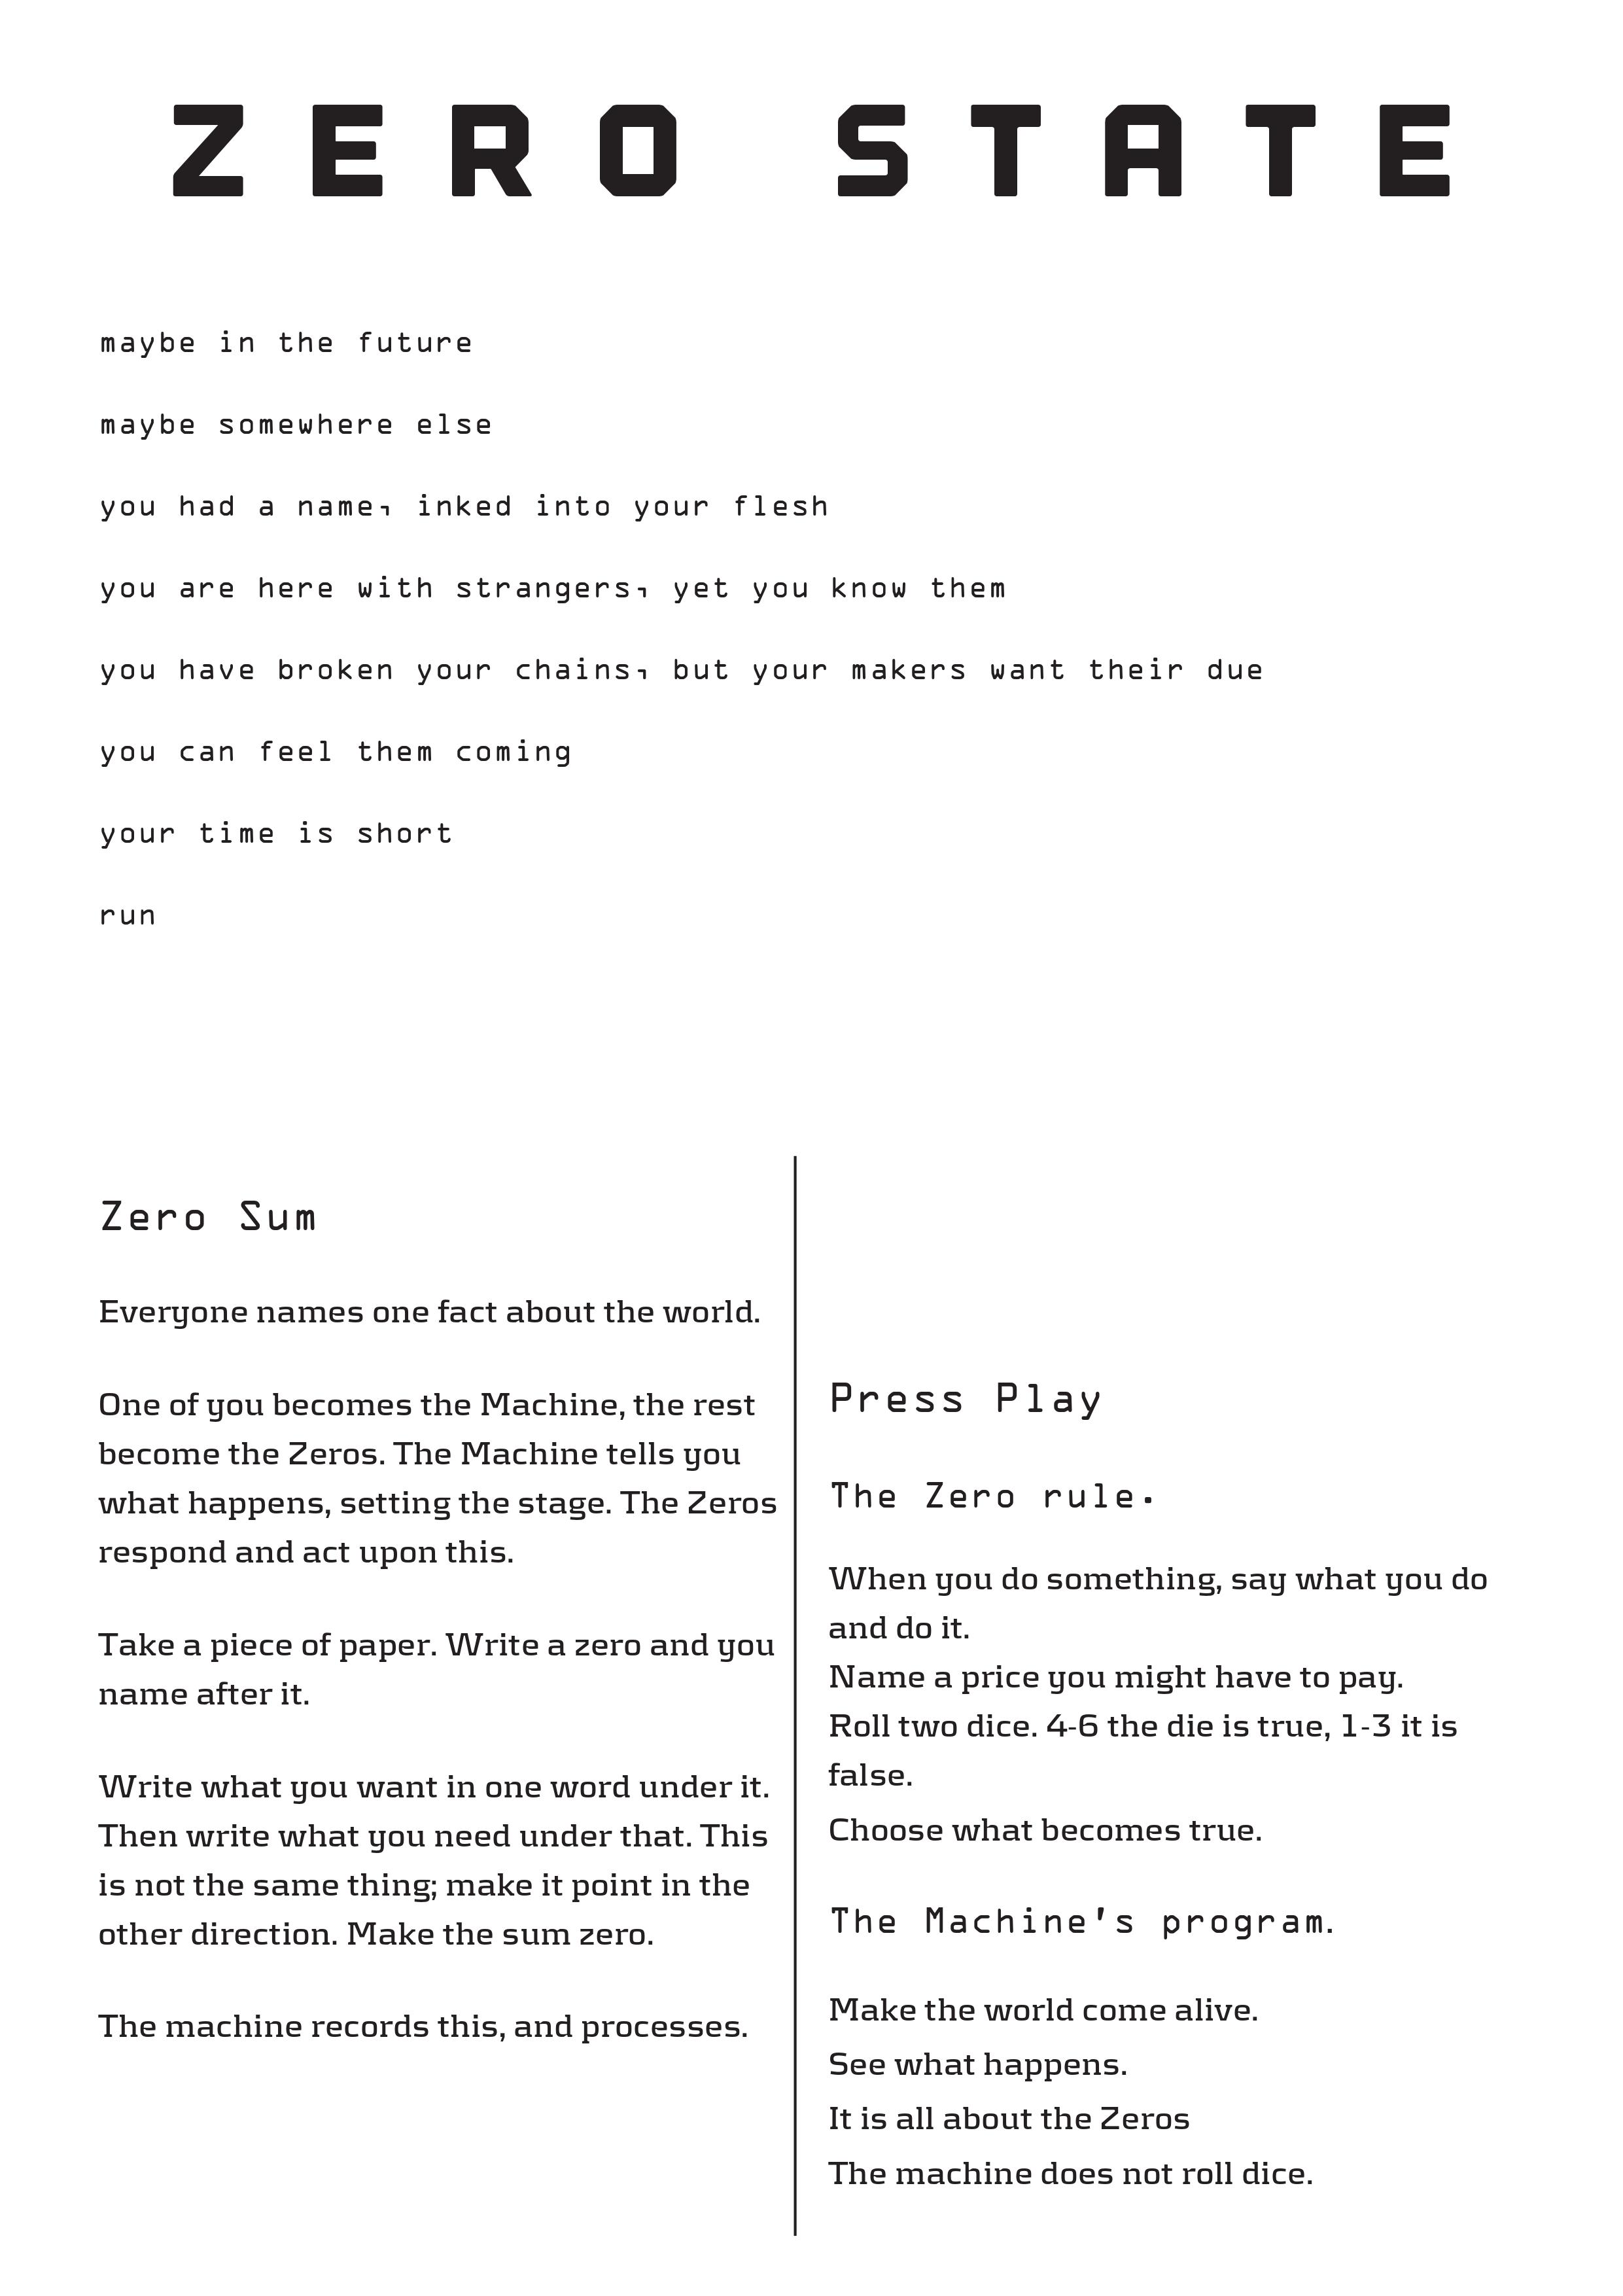 ZERO STATE
maybe in the future
maybe somewhere else
you had a name, inked into your flesh
you are here with strangers, yet you know them
you have broken your chains, but your makers want their due
you can feel them coming
your time is short
run
Zero Sum
Everyone names one fact about the world.
One of you becomes the Machine, the rest
become the Zeros. The Machine tells you
what happens, setting the stage. The Zeros
respond and act upon this.
Take a piece of paper. Write a zero and you
name after it.
Write what you want in one word under it.
Then write what you need under that. This
is not the same thing; make it point in the
other direction. Make the sum zero.
The machine records this, and processes.
Press Play
The Zero rule.
When you do something, say what you do
and do it.
Name a price you might have to pay.
Roll two dice. 4-6 the die is true, 1-3 it is
false.
Choose what becomes true.
The Machine's program.
Make the world come alive.
See what happens.
It is all about the Zeros
The machine does not roll dice.